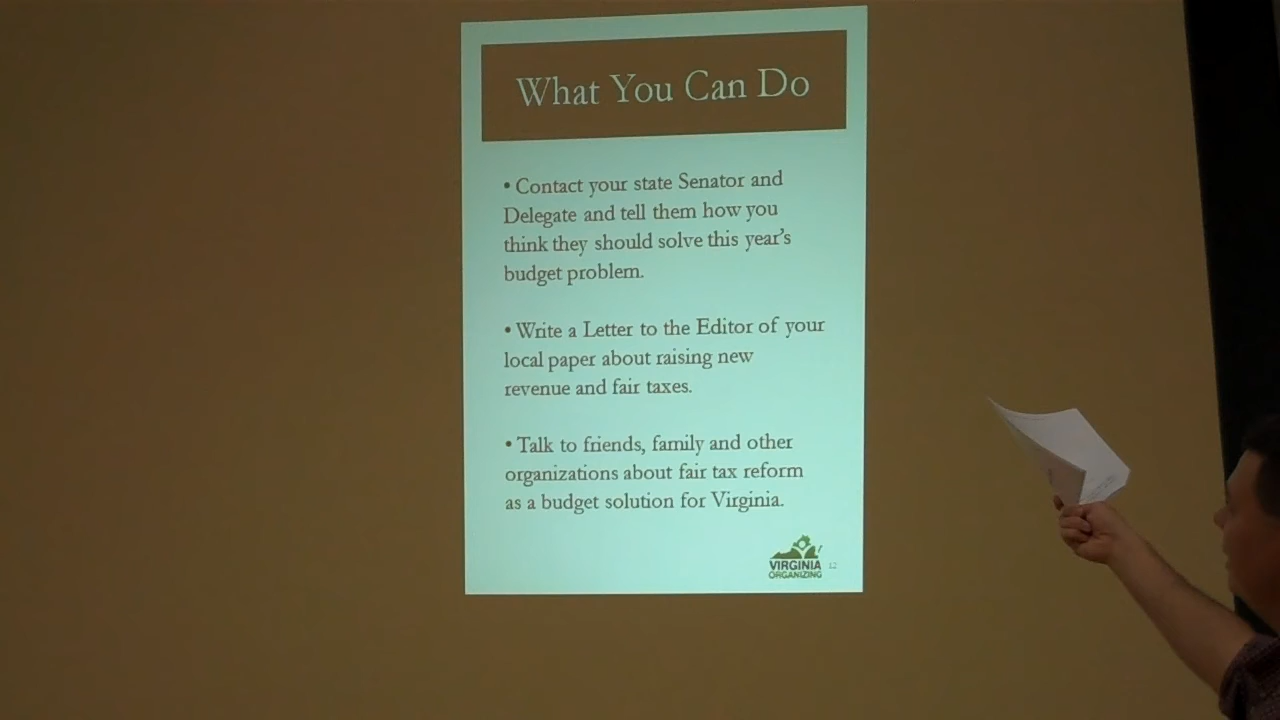 What You Can Do
• Contact your state Senator and
Delegate and tell them how you
think they should solve this year's
budget problem.
• Write a Letter to the Editor of your
local paper about raising new
revenue and fair taxes.
• Talk to friends, family and other
organizations about fair tax reform
as a budget solution for Virginia.
VIRGINIA
ORGANIZING
12